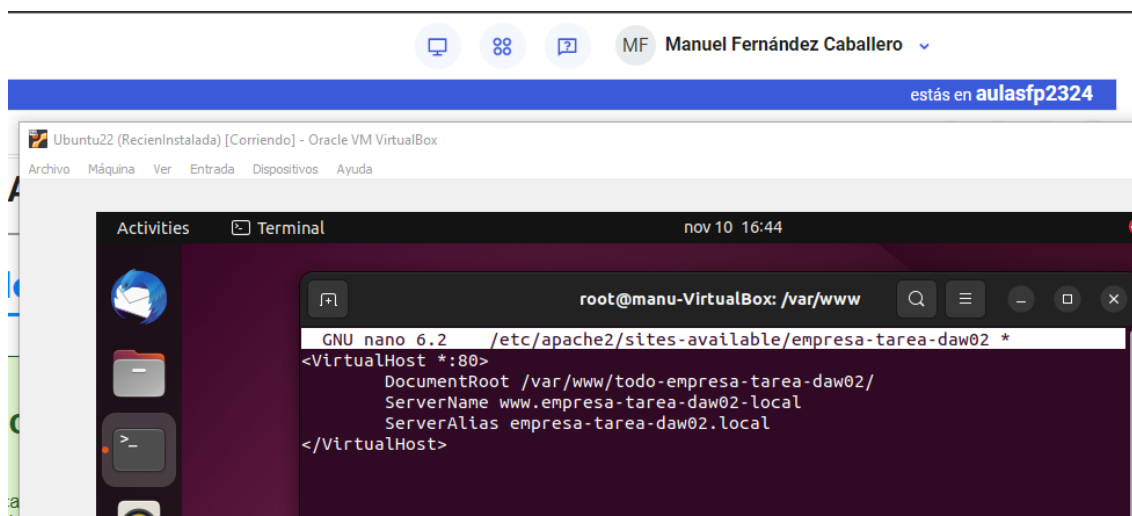 MF Manuel Fernández Caballero
estás en aulasfp2324
Ubuntu22 (RecienInstalada) [Corriendo] - Oracle VM VirtualBox
Archivo Máquina Ver Entrada Dispositivos Ayuda
Activities Terminal nov 10 16:44
root@manu-VirtualBox: /var/www
GNU nano 6.2 /etc/apache2/sites-available/empresa-tarea-daw02 *
<VirtualHost *:80>
DocumentRoot /var/www/todo-empresa-tarea-daw02/
ServerName www.empresa-tarea-daw02-local
ServerAlias empresa-tarea-daw02.local
</VirtualHost>